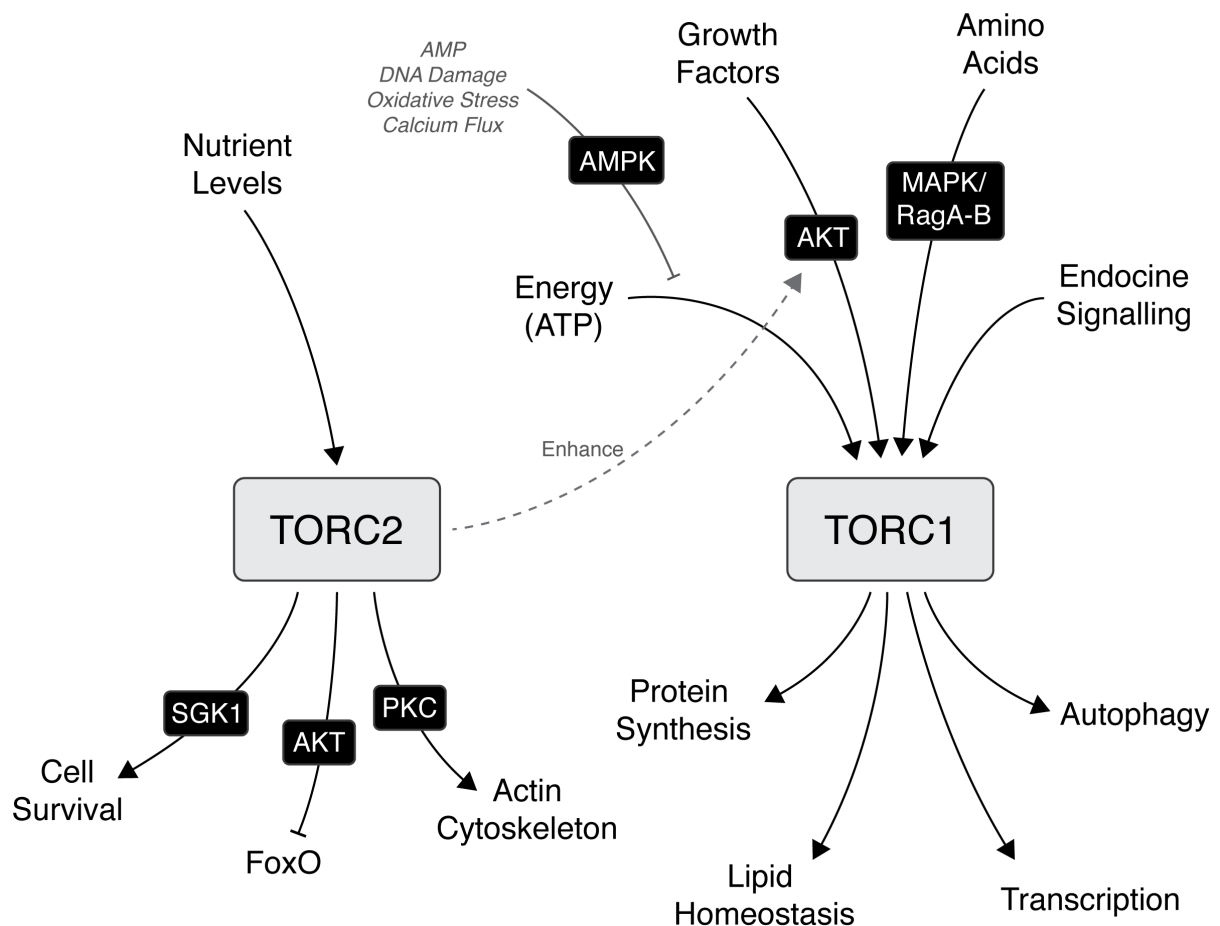 AMP
DNA Damage
Oxidative Stress
Calcium Flux
Growth
Factors
Amino
Acids
Nutrient
Levels
AMPK
MAPK/
RagA-B
AKT
Energy
(ATP)
Endocine
Signalling
Enhance
TORC2
TORC1
SGK1
AKT
PKC
Protein
Synthesis
Autophagy
Cell
Survival
Actin
Cytoskeleton
FoxO
Lipid
Homeostasis
Transcription